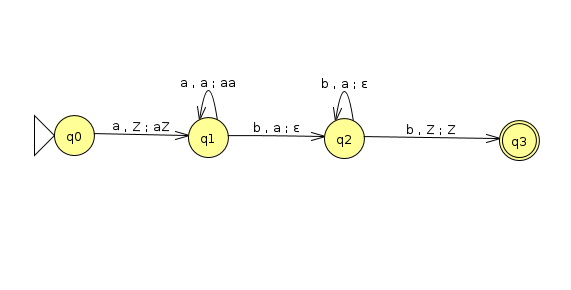 a , a ; aa
b , a ; ε
q0
a , Z ; aZ
q1
b , a ; ε
q2
b , Z ; Z
q3